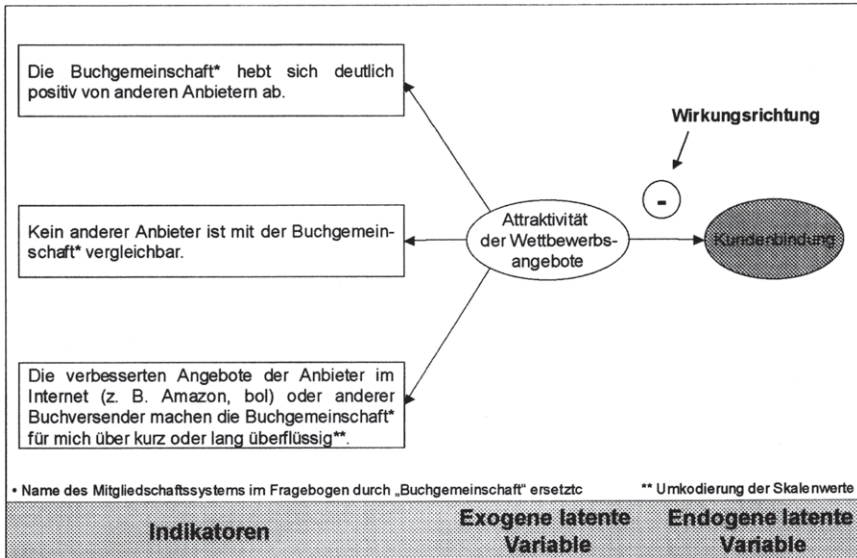 Die Buchgemeinschaft* hebt sich deutlich
positiv von anderen Anbietern ab.
Wirkungsrichtung
-
Kein anderer Anbieter ist mit der Buchgemein-
schaft* vergleichbar.
Attraktivität
der Wettbewerbs-
angebote
Kundenbindung
Die verbesserten Angebote der Anbieter im
Internet (z. B. Amazon, bol) oder anderer
Buchversender machen die Buchgemeinschaft*
für mich über kurz oder lang überflüssig**.
• Name des Mitgliedschaftssystems im Fragebogen durch „Buchgemeinschaft“ ersetztc
** Umkodierung der Skalenwerte
Indikatoren
Exogene latente
Variable
Endogene latente
Variable